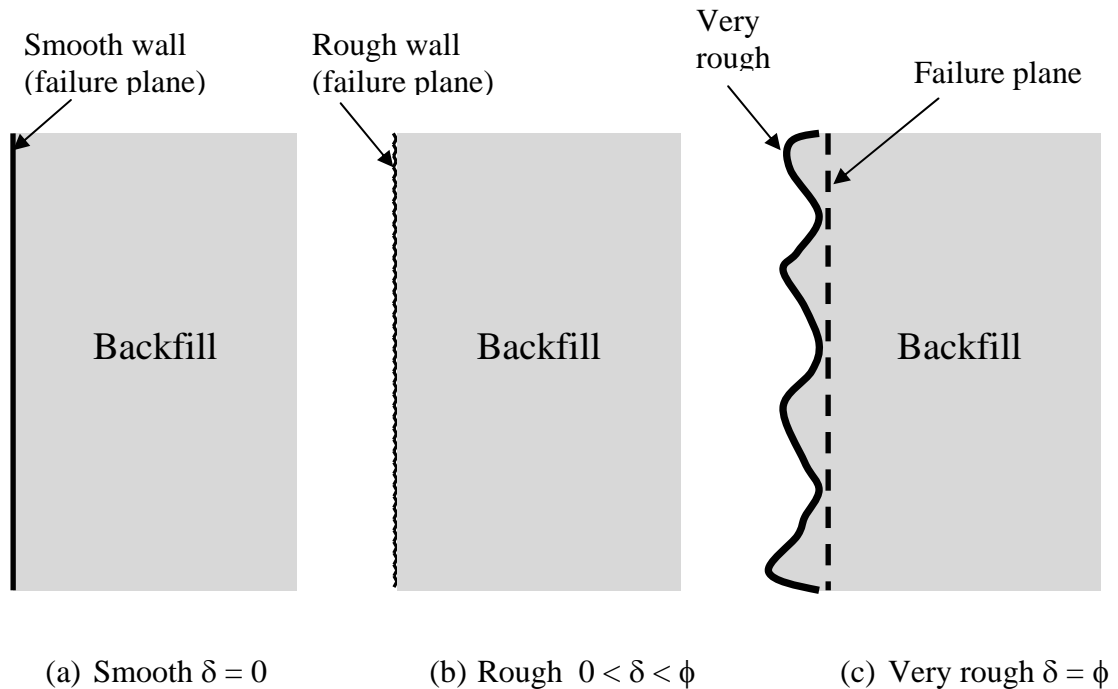 Smooth wall
(failure plane)
Rough wall
(failure plane)
Very
rough
Failure plane
Backfill
Backfill
Backfill
(a) Smooth δ = 0
(b) Rough 0 < δ < ϕ
(c) Very rough δ = ϕ